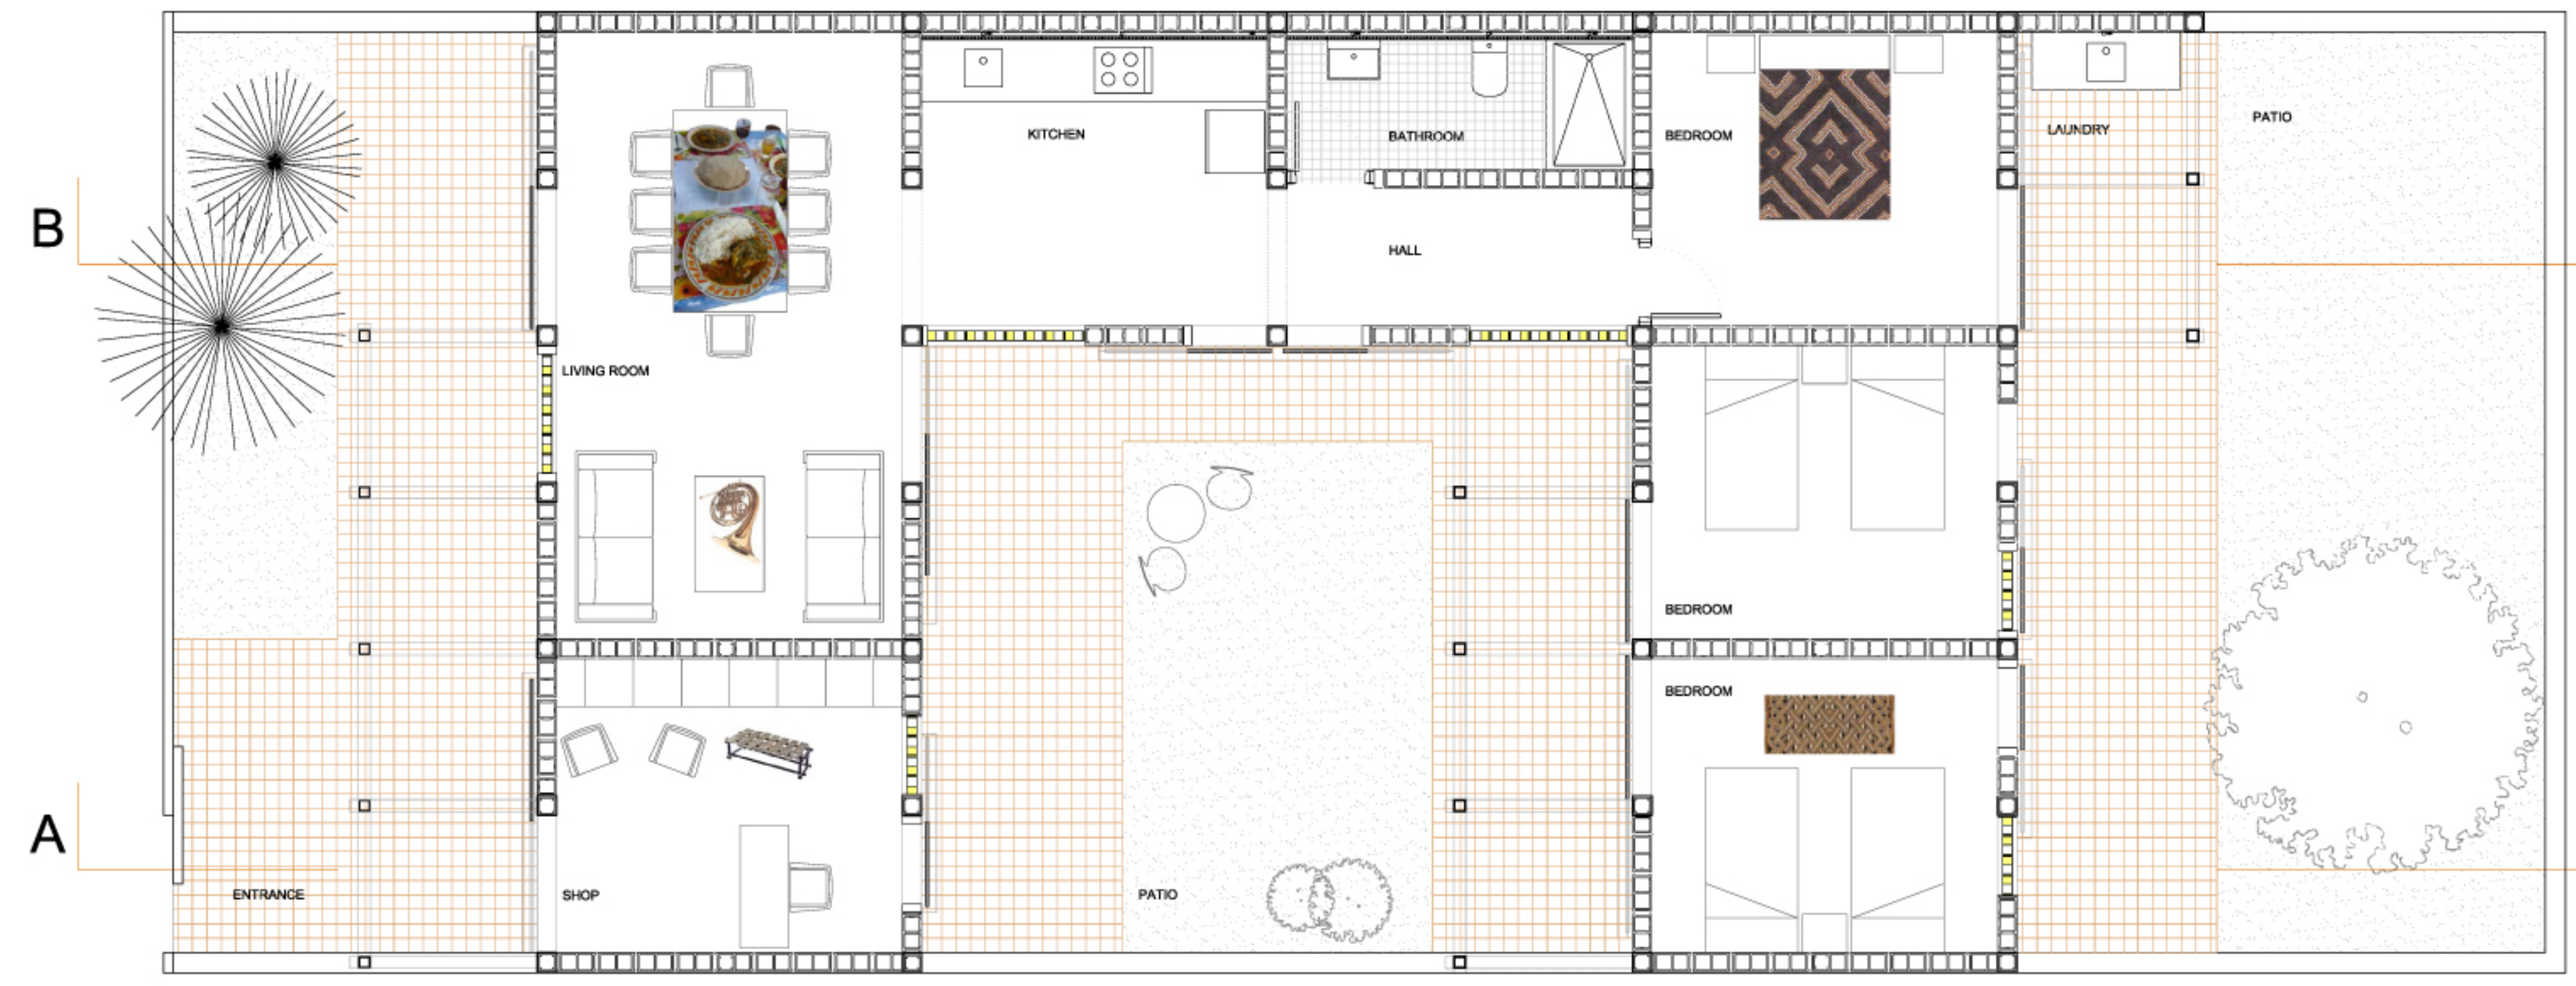 KITCHEN
BATHROOM
BEDROOM
LAUNDRY
PATIO
B
HALL
LIVING ROOM
BEDROOM
BEDROOM
A
ENTRANCE
SHOP
PATIO